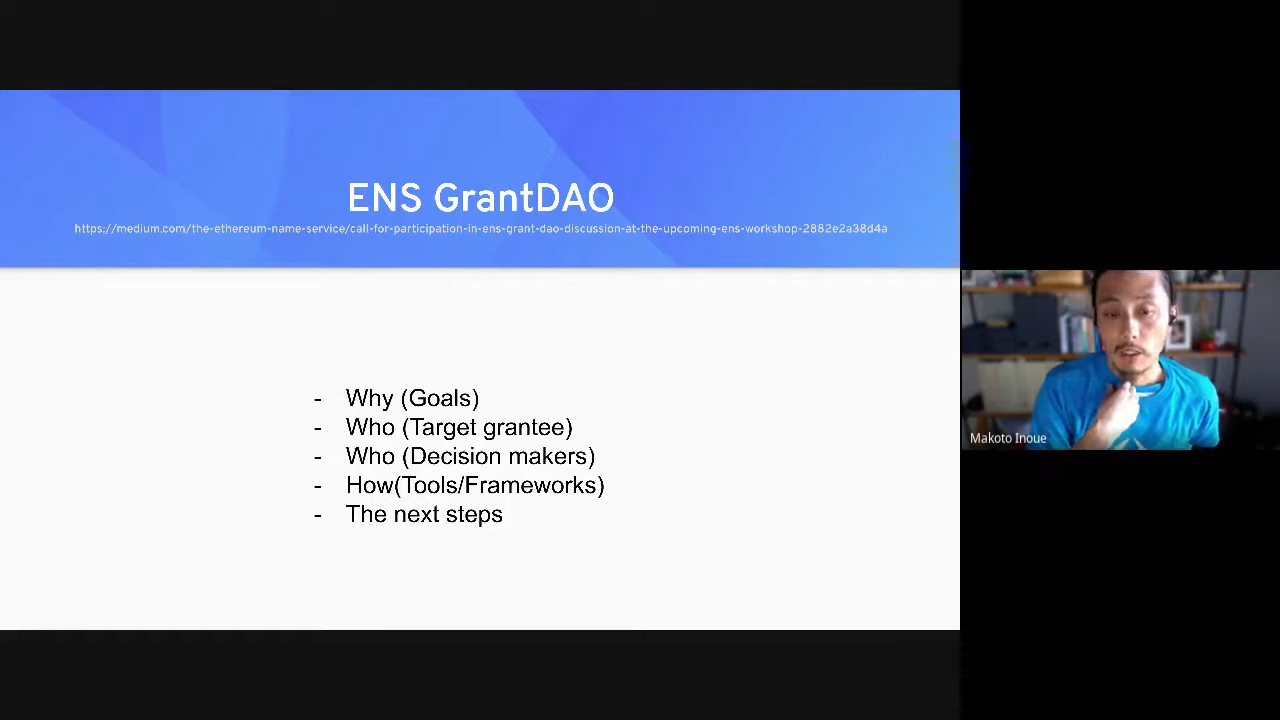 ENS GrantDAO
https://medium.com/the-ethereum-name-service/call-for-participation-in-ens-grant-dao-discussion-at-the-upcoming-ens-workshop-2882e2a38d4a
- Why (Goals)
- Who (Target grantee)
- Who (Decision makers)
- How(Tools/Frameworks)
- The next steps
Makoto Inoue